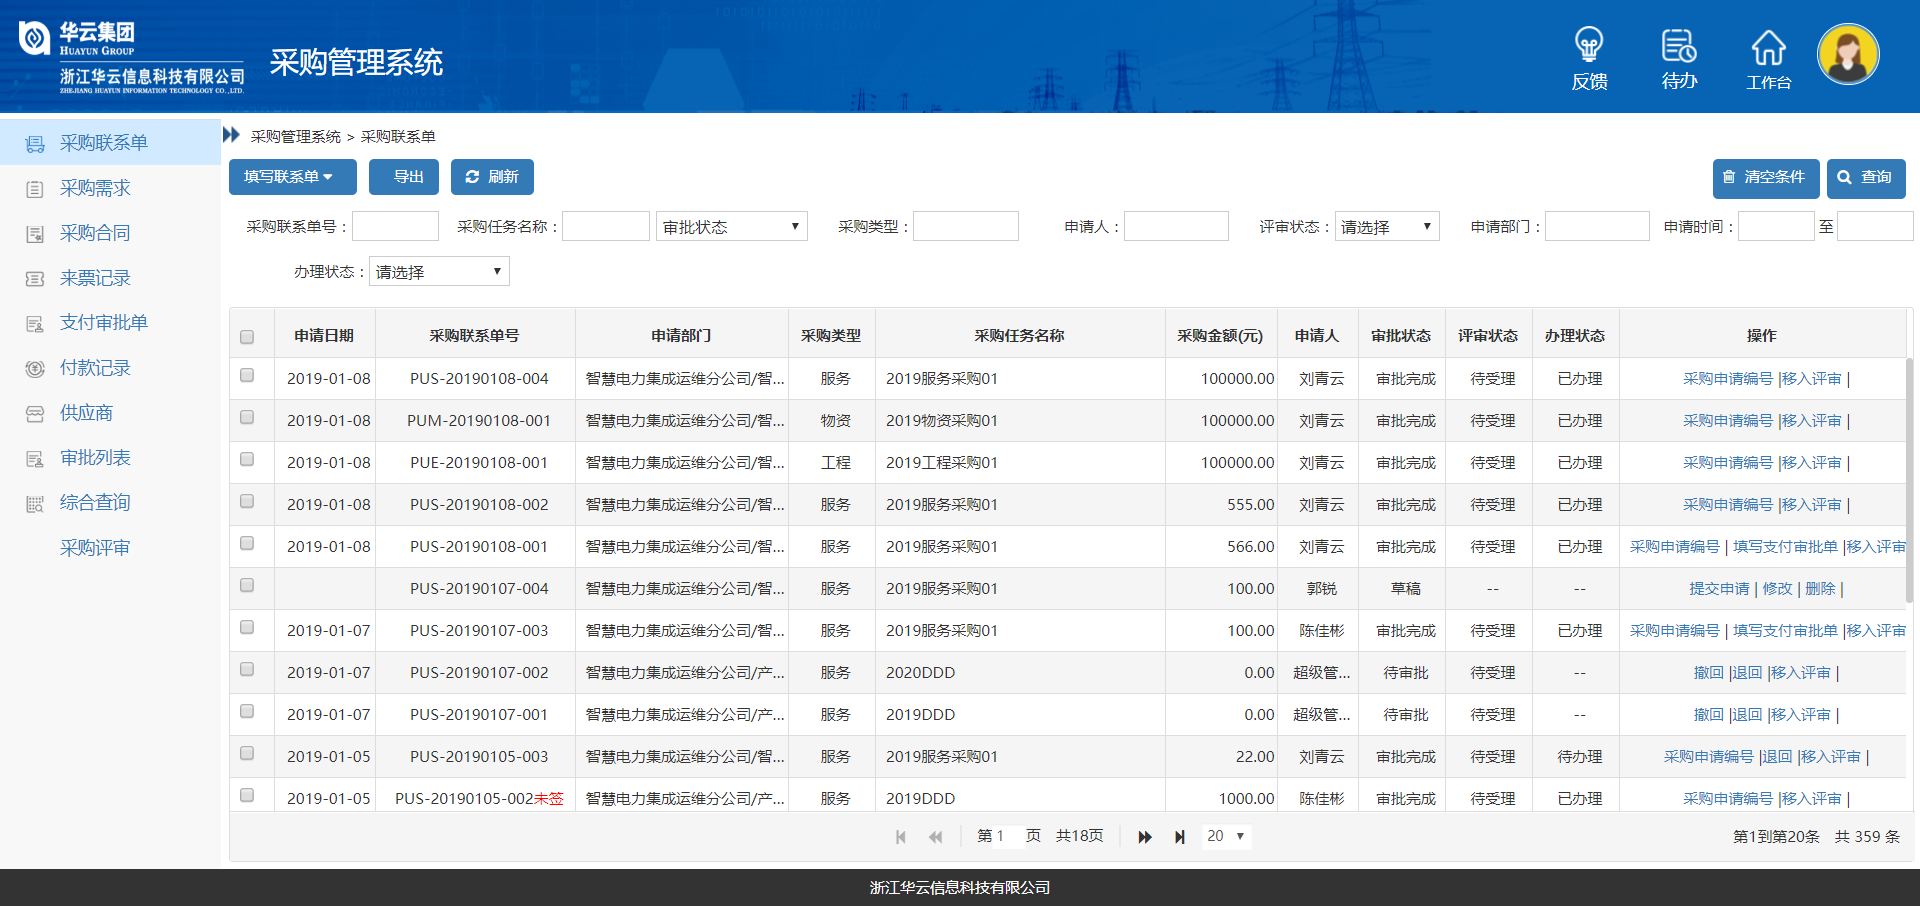 华云集团
HUAYUN GROUP
浙江华云信息科技有限公司
ZHEJIANG HUAYUN INFORMATION TECHNOLOGY CO.,LTD.
采购管理系统
反馈 待办 工作台
采购联系单
采购需求
采购合同
来票记录
支付审批单
付款记录
供应商
审批列表
综合查询
采购评审
采购管理系统 > 采购联系单
填写联系单 导出 刷新 清空条件 查询
采购联系单号： 采购任务名称： 审批状态 采购类型： 申请人： 评审状态： 请选择 申请部门： 申请时间： 至
办理状态： 请选择
申请日期 采购联系单号 申请部门 采购类型 采购任务名称 采购金额(元) 申请人 审批状态 评审状态 办理状态 操作
2019-01-08 PUS-20190108-004 智慧电力集成运维分公司/智... 服务 2019服务采购01 100000.00 刘青云 审批完成 待受理 已办理 采购申请编号 |移入评审 |
2019-01-08 PUM-20190108-001 智慧电力集成运维分公司/智... 物资 2019物资采购01 100000.00 刘青云 审批完成 待受理 已办理 采购申请编号 |移入评审 |
2019-01-08 PUE-20190108-001 智慧电力集成运维分公司/智... 工程 2019工程采购01 100000.00 刘青云 审批完成 待受理 已办理 采购申请编号 |移入评审 |
2019-01-08 PUS-20190108-002 智慧电力集成运维分公司/智... 服务 2019服务采购01 555.00 刘青云 审批完成 待受理 已办理 采购申请编号 |移入评审 |
2019-01-08 PUS-20190108-001 智慧电力集成运维分公司/智... 服务 2019服务采购01 566.00 刘青云 审批完成 待受理 已办理 采购申请编号 | 填写支付审批单 |移入评审
PUS-20190107-004 智慧电力集成运维分公司/智... 服务 2019服务采购01 100.00 郭锐 草稿 -- -- 提交申请 | 修改 | 删除 |
2019-01-07 PUS-20190107-003 智慧电力集成运维分公司/智... 服务 2019服务采购01 100.00 陈佳彬 审批完成 待受理 已办理 采购申请编号 | 填写支付审批单 |移入评审
2019-01-07 PUS-20190107-002 智慧电力集成运维分公司/产... 服务 2020DDD 0.00 超级管... 待审批 待受理 -- 撤回 |退回 |移入评审 |
2019-01-07 PUS-20190107-001 智慧电力集成运维分公司/产... 服务 2019DDD 0.00 超级管... 待审批 待受理 -- 撤回 |退回 |移入评审 |
2019-01-05 PUS-20190105-003 智慧电力集成运维分公司/智... 服务 2019服务采购01 22.00 刘青云 审批完成 待受理 待办理 采购申请编号 |退回 |移入评审 |
2019-01-05 PUS-20190105-002未签 智慧电力集成运维分公司/产... 服务 2019DDD 1000.00 陈佳彬 审批完成 待受理 已办理 采购申请编号 |移入评审 |
第 1 页 共18页 20 第1到第20条 共 359 条
浙江华云信息科技有限公司